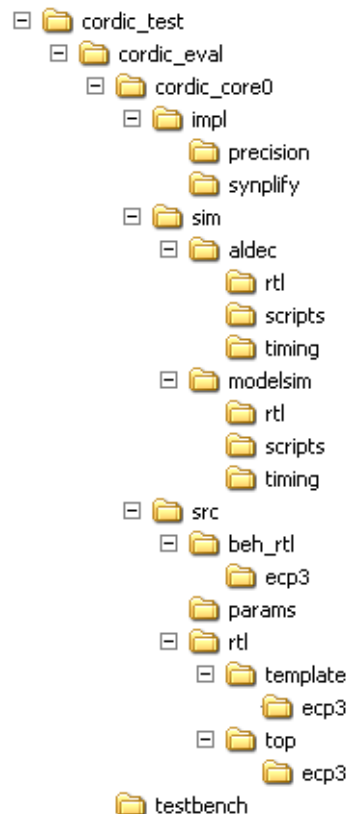 cordic_test
cordic_eval
cordic_core0
impl
precision
synplify
sim
aldec
rtl
scripts
timing
modelsim
rtl
scripts
timing
src
beh_rtl
ecp3
params
rtl
template
ecp3
top
ecp3
testbench